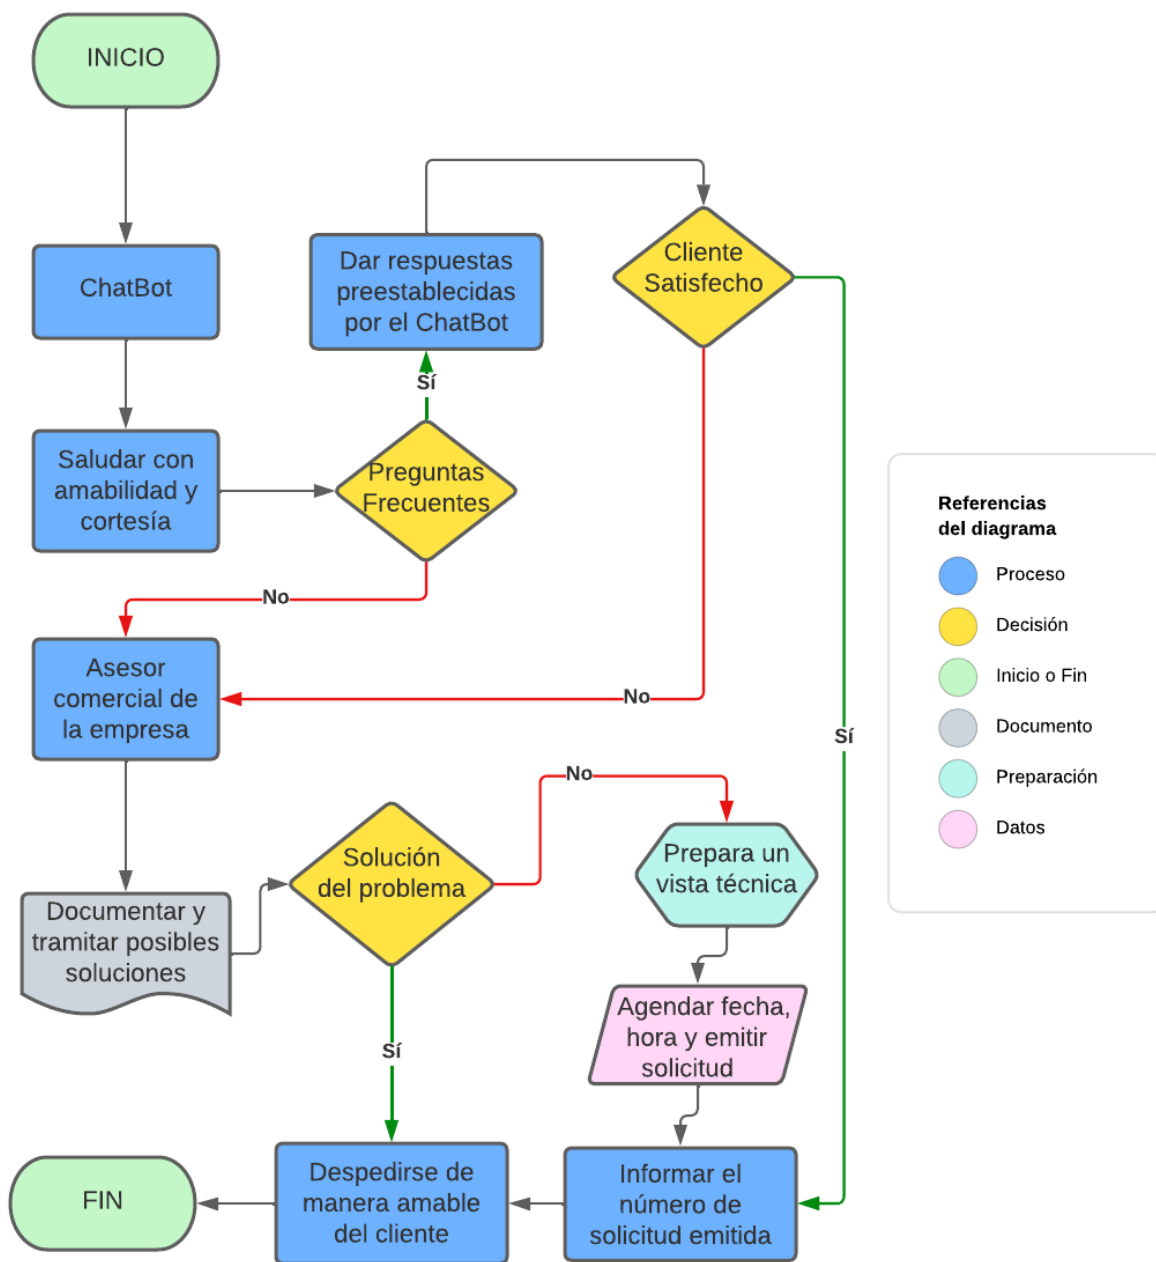 INICIO
ChatBot
Saludar con
amabilidad y
cortesía
Dar respuestas
preestablecidas
por el ChatBot
Sí
Preguntas
Frecuentes
No
Cliente
Satisfecho
No
Sí
Asesor
comercial de
la empresa
Documentar y
tramitar posibles
soluciones
Solución
del problema
No
Sí
Prepara un
vista técnica
Agendar fecha,
hora y emitir
solicitud
Informar el
número de
solicitud emitida
Despedirse de
manera amable
del cliente
FIN
Referencias
del diagrama
Proceso
Decisión
Inicio o Fin
Documento
Preparación
Datos